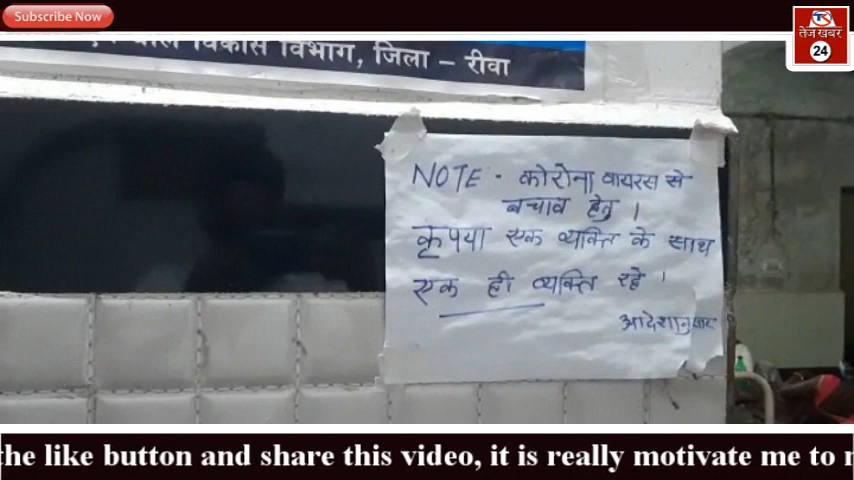 Subscribe Now
TS
तेज खबर
24
विकास विभाग, जिला – रीवा
NOTE - कोरोना वायरस से
बचाव हेतु ।
कृपया एक व्यक्ति के साथ
एक ही व्यक्ति रहे ।
आदेशानुसार
the like button and share this video, it is really motivate me to